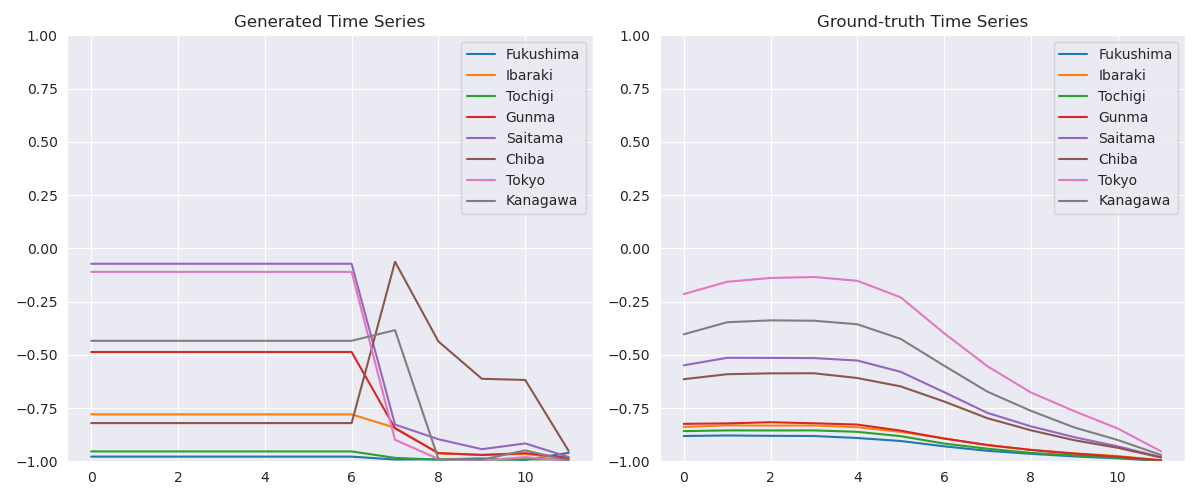 Generated Time Series
1.00
0.75
0.50
0.25
0.00
−0.25
−0.50
−0.75
−1.00
0 2 4 6 8 10
Fukushima
Ibaraki
Tochigi
Gunma
Saitama
Chiba
Tokyo
Kanagawa
Ground-truth Time Series
1.00
0.75
0.50
0.25
0.00
−0.25
−0.50
−0.75
−1.00
0 2 4 6 8 10
Fukushima
Ibaraki
Tochigi
Gunma
Saitama
Chiba
Tokyo
Kanagawa